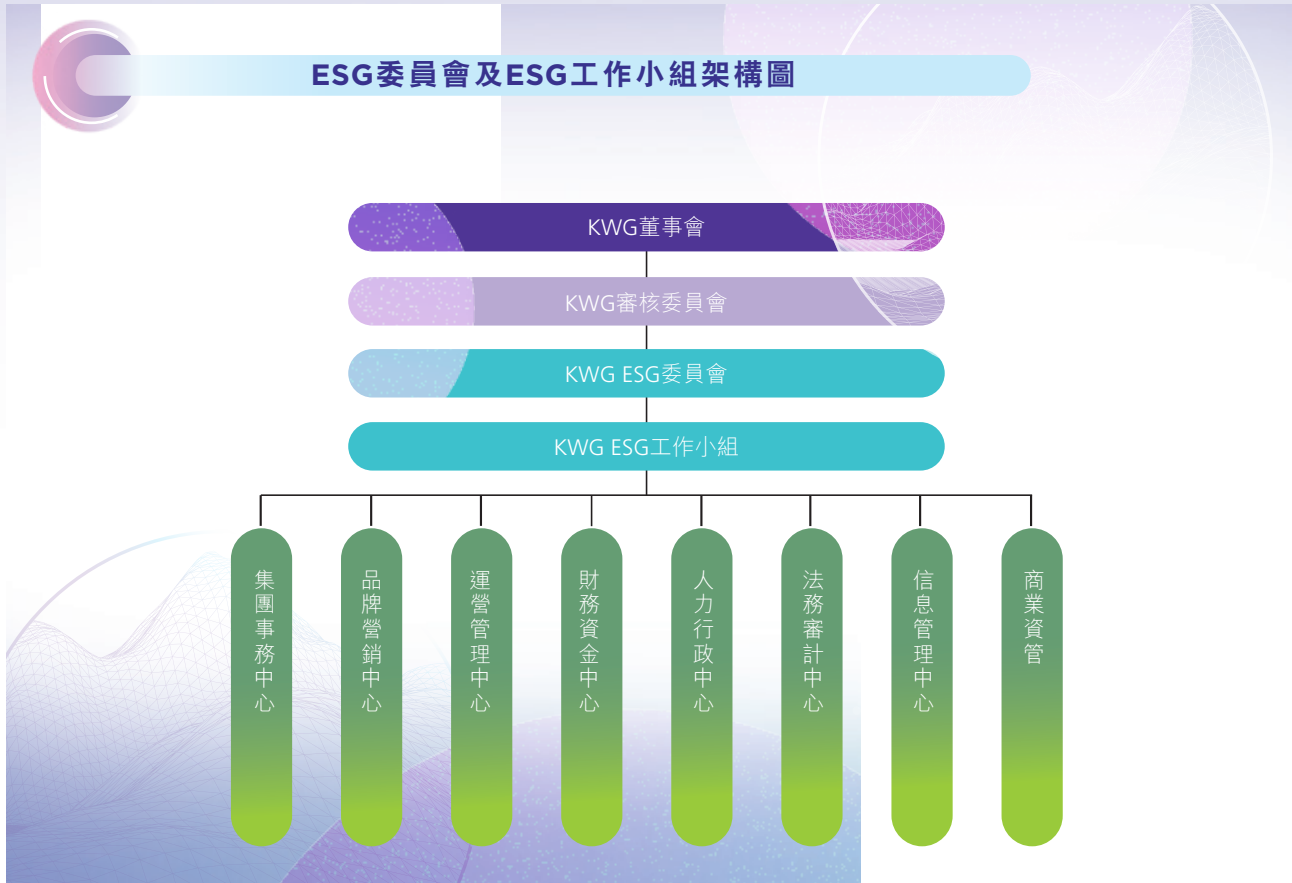 ESG委員會及ESG工作小組架構圖
KWG董事會
KWG審核委員會
KWG ESG委員會
KWG ESG工作小組
集團事務中心
品牌營銷中心
運營管理中心
財務資金中心
人力行政中心
法務審計中心
信息管理中心
商業資管